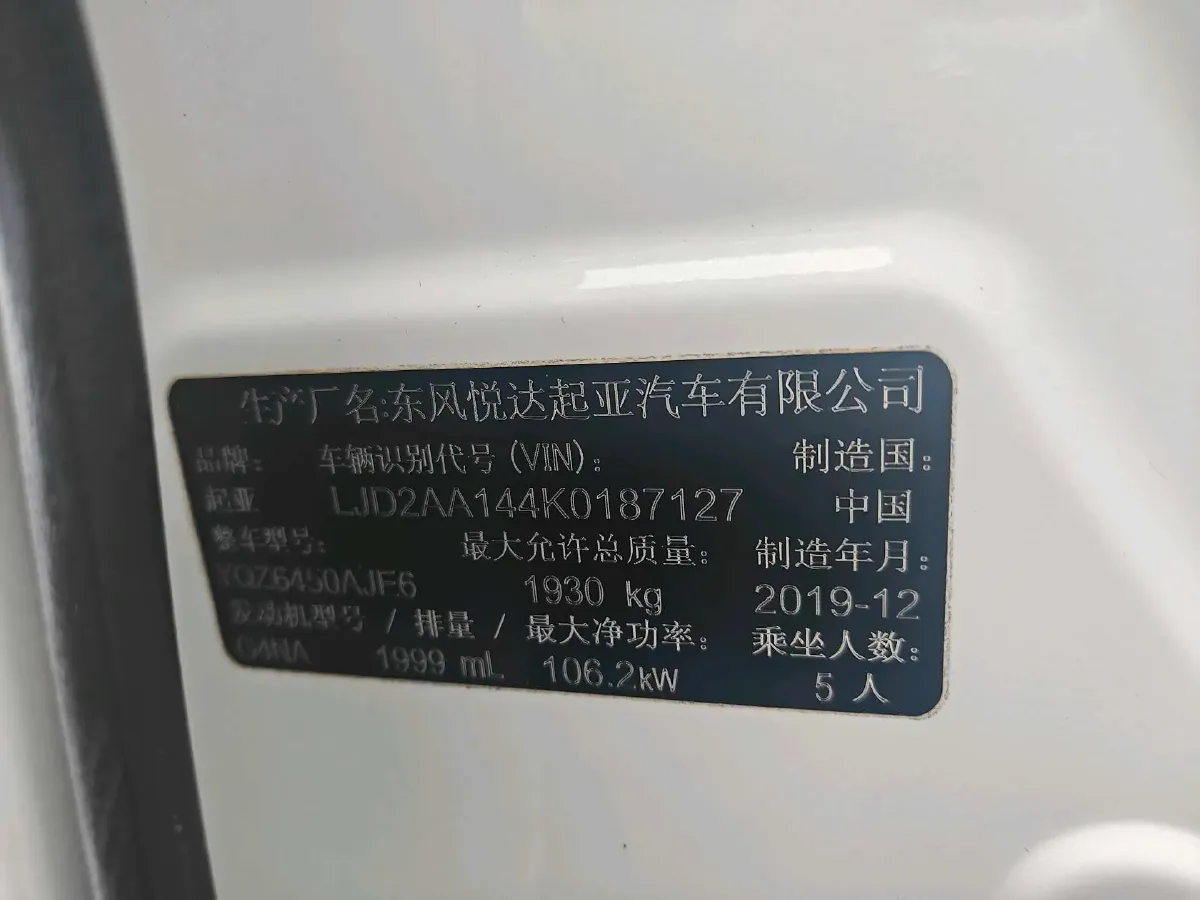 生产厂名:东风悦达起亚汽车有限公司
品牌: 车辆识别代号(VIN): 制造国:
起亚 LJD2AA144K0187127 中国
整车型号: 最大允许总质量: 制造年月:
YQZ6450AJF6 1930 kg 2019-12
发动机型号 / 排量 / 最大净功率: 乘坐人数:
G4NA 1999 mL 106.2kW 5 人